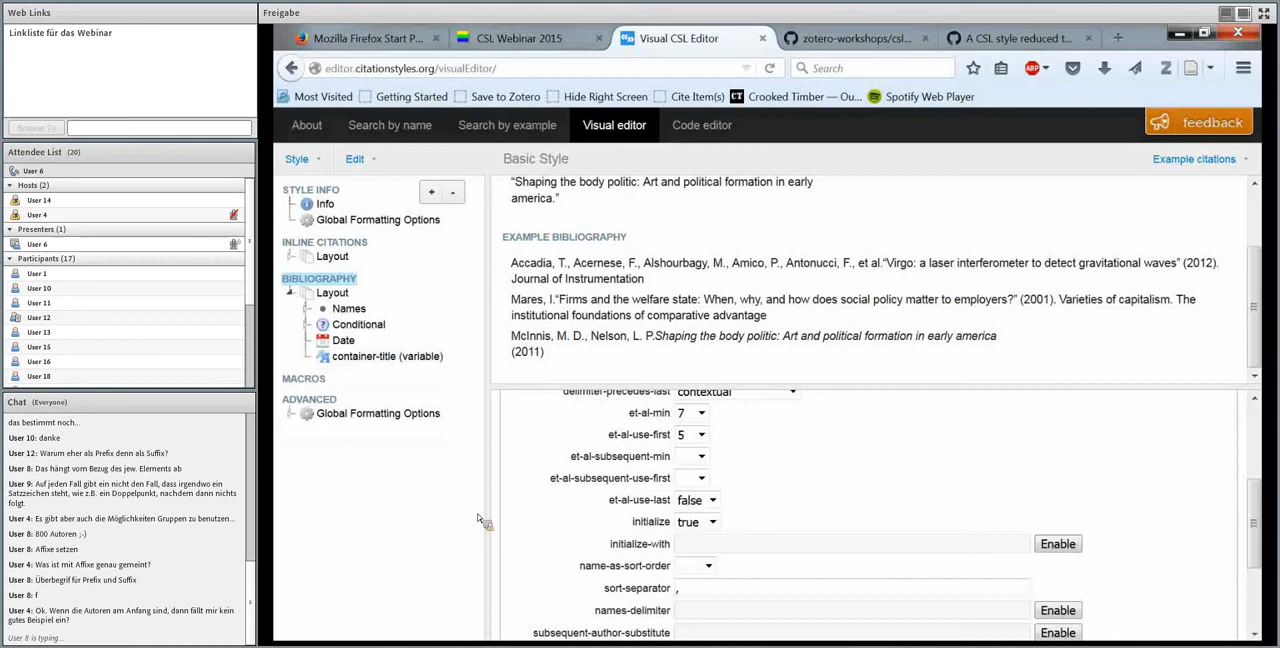 Web Links
Freigabe
Linkliste für das Webinar
Browse To
Attendee List (20)
User 6
Hosts (2)
User 14
User 4
Presenters (1)
User 6
Participants (17)
User 1
User 10
User 11
User 12
User 13
User 15
User 16
User 18
Chat (Everyone)
das bestimmt noch...
User 10: danke
User 12: Warum eher als Prefix denn als Suffix?
User 8: Das hängt vom Bezug des jew. Elements ab
User 9: Auf jeden Fall gibt ein nicht den Fall, dass irgendwo ein
Satzzeichen steht, wie z.B. ein Doppelpunkt, nachdem dann nichts
folgt.
User 4: Es gibt aber auch die Möglichkeiten Gruppen zu benutzen...
User 8: 800 Autoren ;-)
User 8: Affixe setzen
User 4: Was ist mit Affixe genau gemeint?
User 8: Überbegriff für Prefix und Suffix
User 8: f
User 4: Ok. Wenn die Autoren am Anfang sind, dann fällt mir kein
gutes Beispiel ein?
User 8 is typing...
Mozilla Firefox Start P...
CSL Webinar 2015
Visual CSL Editor
zotero-workshops/csl...
A CSL style reduced t...
editor.citationstyles.org/visualEditor/
Search
Most Visited
Getting Started
Save to Zotero
Hide Right Screen
Cite Item(s)
Crooked Timber — Ou...
Spotify Web Player
About
Search by name
Search by example
Visual editor
Code editor
feedback
Style
Edit
Basic Style
Example citations
STYLE INFO
Info
Global Formatting Options
INLINE CITATIONS
Layout
BIBLIOGRAPHY
Layout
Names
Conditional
Date
container-title (variable)
MACROS
ADVANCED
Global Formatting Options
+
-
“Shaping the body politic: Art and political formation in early
america.”
EXAMPLE BIBLIOGRAPHY
Accadia, T., Acernese, F., Alshourbagy, M., Amico, P., Antonucci, F., et al.“Virgo: a laser interferometer to detect gravitational waves” (2012).
Journal of Instrumentation
Mares, I.“Firms and the welfare state: When, why, and how does social policy matter to employers?” (2001). Varieties of capitalism. The
institutional foundations of comparative advantage
McInnis, M. D., Nelson, L. P.Shaping the body politic: Art and political formation in early america
(2011)
delimiter-precedes-last contextual
et-al-min 7
et-al-use-first 5
et-al-subsequent-min
et-al-subsequent-use-first
et-al-use-last false
initialize true
initialize-with Enable
name-as-sort-order
sort-separator ,
names-delimiter Enable
subsequent-author-substitute Enable